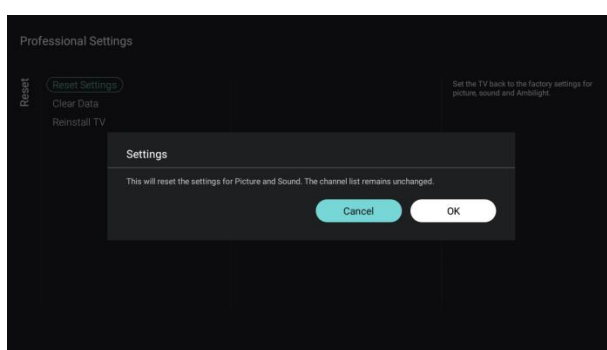 Professional Settings
Reset
Reset Settings
Clear Data
Reinstall TV
Set the TV back to the factory settings for
picture, sound and Ambilight.
Settings
This will reset the settings for Picture and Sound. The channel list remains unchanged.
Cancel
OK